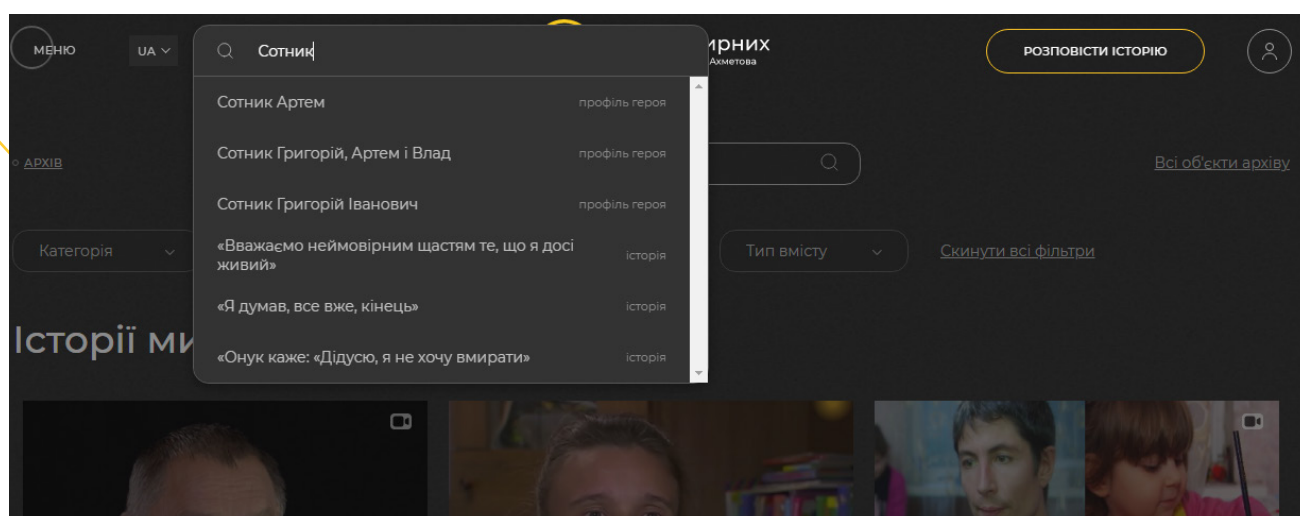 МЕНЮ
UA
Сотник
ирних
Ахметова
РОЗПОВІСТИ ІСТОРІЮ
Сотник Артем профіль героя
Сотник Григорій, Артем і Влад профіль героя
АРХІВ
Всі об'єкти архіву
Сотник Григорій Іванович профіль героя
Категорія
«Вважаємо неймовірним щастям те, що я досі
живий» історія
Тип вмісту
Скинути всі фільтри
«Я думав, все вже, кінець» історія
Історії ми
«Онук каже: «Дідусю, я не хочу вмирати» історія